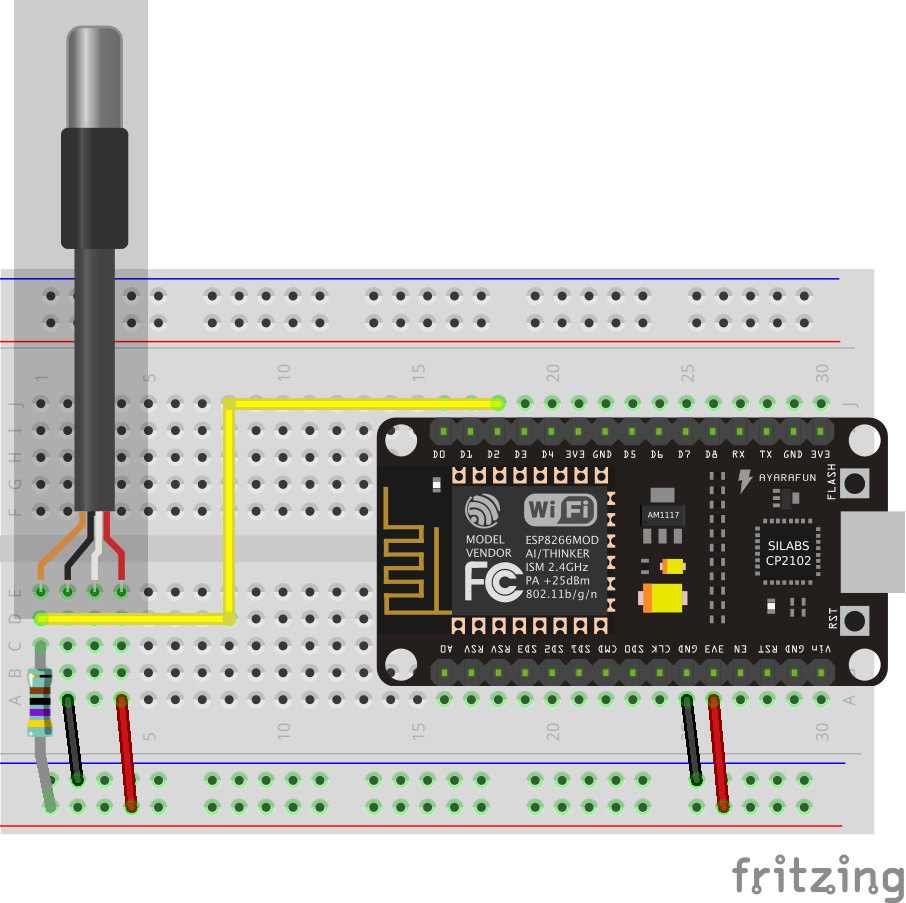 1 5 10 15 20 25 30
J J
I
H
G
F
D0 D1 D2 D3 D4 3V3 GND D5 D6 D7 D8 RX TX GND 3V3
AYARAFUN
FLASH
WiFi
AM1117
MODEL
VENDOR
ESP8266MOD
AI/THINKER
ISM 2.4GHz
PA +25dBm
802.11b/g/n
FC
SILABS
CP2102
RST
E
D
C
B
A0 RSV RSV SD3 SD2 SD1 CMD SD0 CLK GND 3V3 EN RST GND Vin
A A
5 10 15 20 30
fritzing